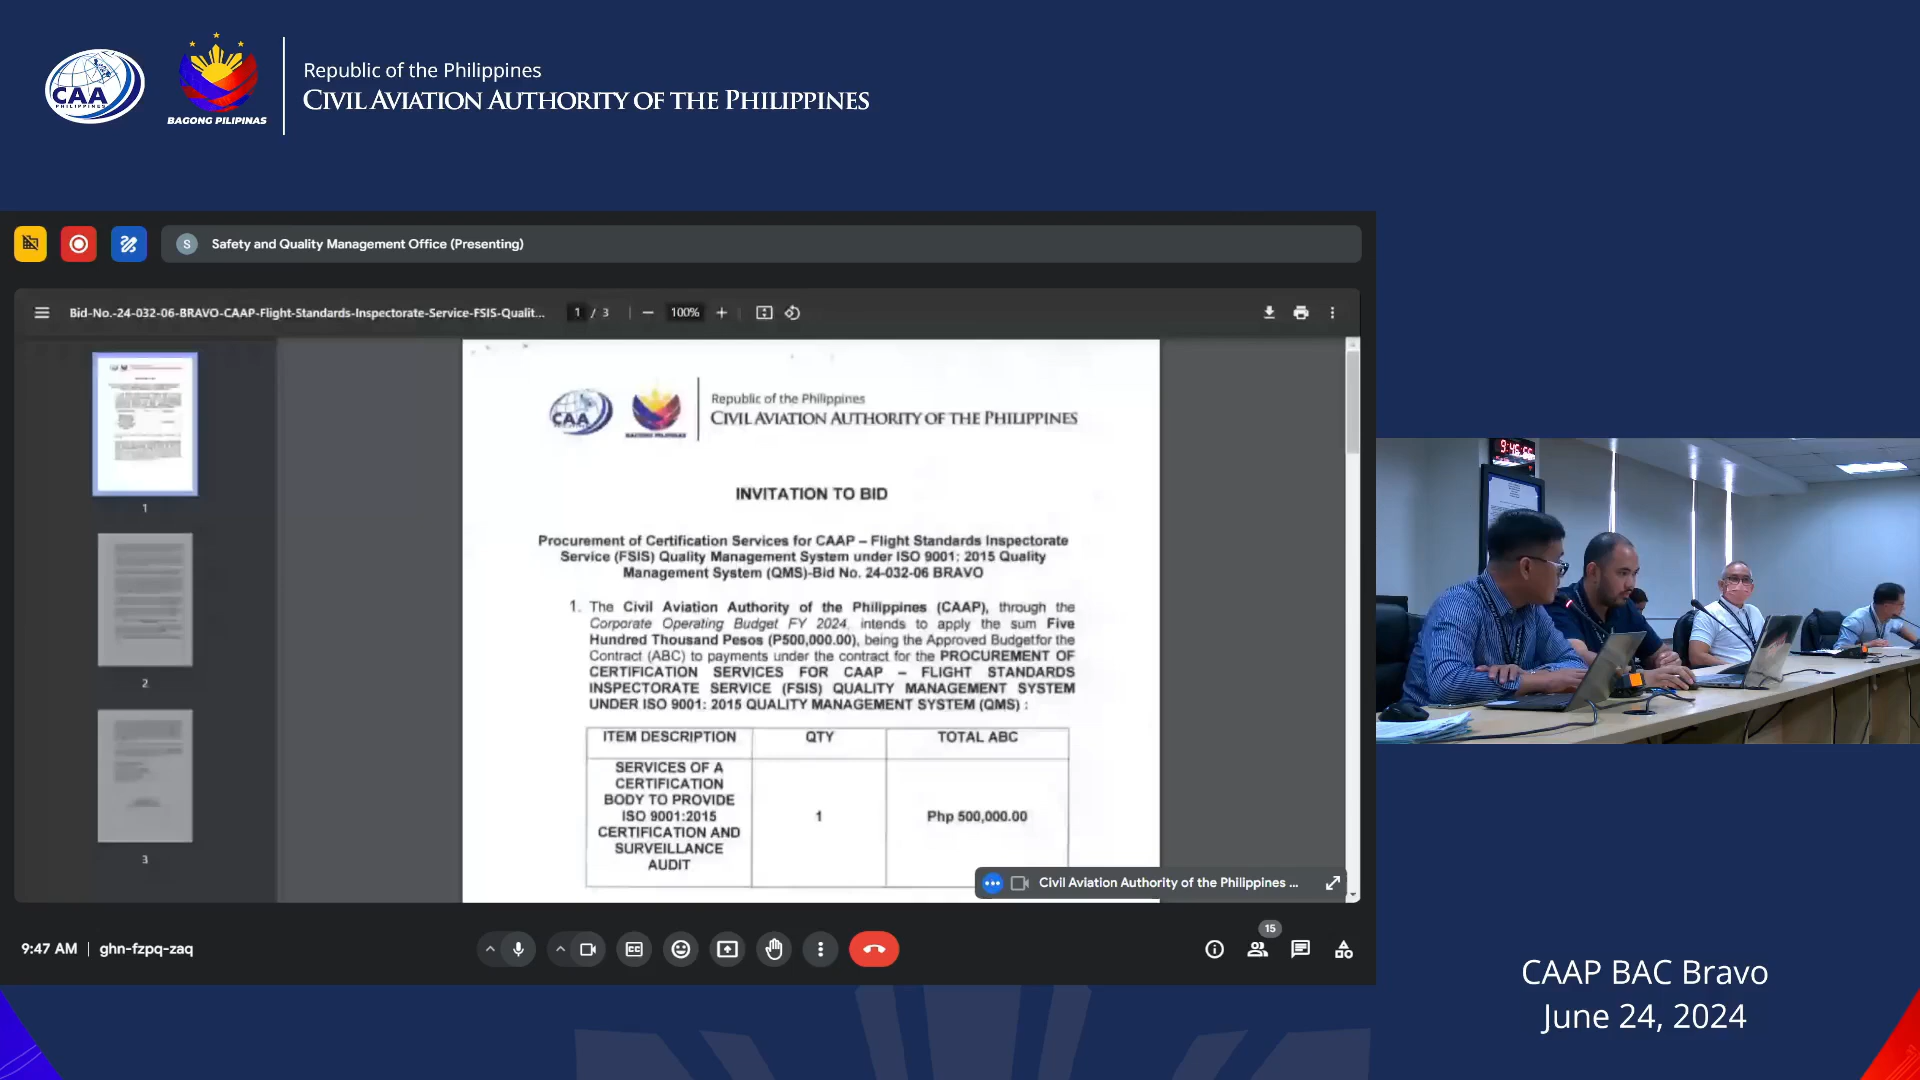 CAA
PHILIPPINES
BAGONG PILIPINAS
Republic of the Philippines
CIVIL AVIATION AUTHORITY OF THE PHILIPPINES
S
Safety and Quality Management Office (Presenting)
Bid-No.-24-032-06-BRAVO-CAAP-Flight-Standards-Inspectorate-Service-FSIS-Qualit...
1 / 3
100%
1
2
3
CAA
BAGONG PILIPINAS
Republic of the Philippines
CIVIL AVIATION AUTHORITY OF THE PHILIPPINES
INVITATION TO BID
Procurement of Certification Services for CAAP – Flight Standards Inspectorate
Service (FSIS) Quality Management System under ISO 9001: 2015 Quality
Management System (QMS)-Bid No. 24-032-06 BRAVO
1. The Civil Aviation Authority of the Philippines (CAAP), through the
Corporate Operating Budget FY 2024, intends to apply the sum Five
Hundred Thousand Pesos (P500,000.00), being the Approved Budgetfor the
Contract (ABC) to payments under the contract for the PROCUREMENT OF
CERTIFICATION SERVICES FOR CAAP – FLIGHT STANDARDS
INSPECTORATE SERVICE (FSIS) QUALITY MANAGEMENT SYSTEM
UNDER ISO 9001: 2015 QUALITY MANAGEMENT SYSTEM (QMS) :
ITEM DESCRIPTION QTY TOTAL ABC
SERVICES OF A
CERTIFICATION
BODY TO PROVIDE
ISO 9001:2015
CERTIFICATION AND
SURVEILLANCE
AUDIT
1
Php 500,000.00
Civil Aviation Authority of the Philippines ...
9:47 AM | ghn-fzpq-zaq
CC
15
CAAP BAC Bravo
June 24, 2024